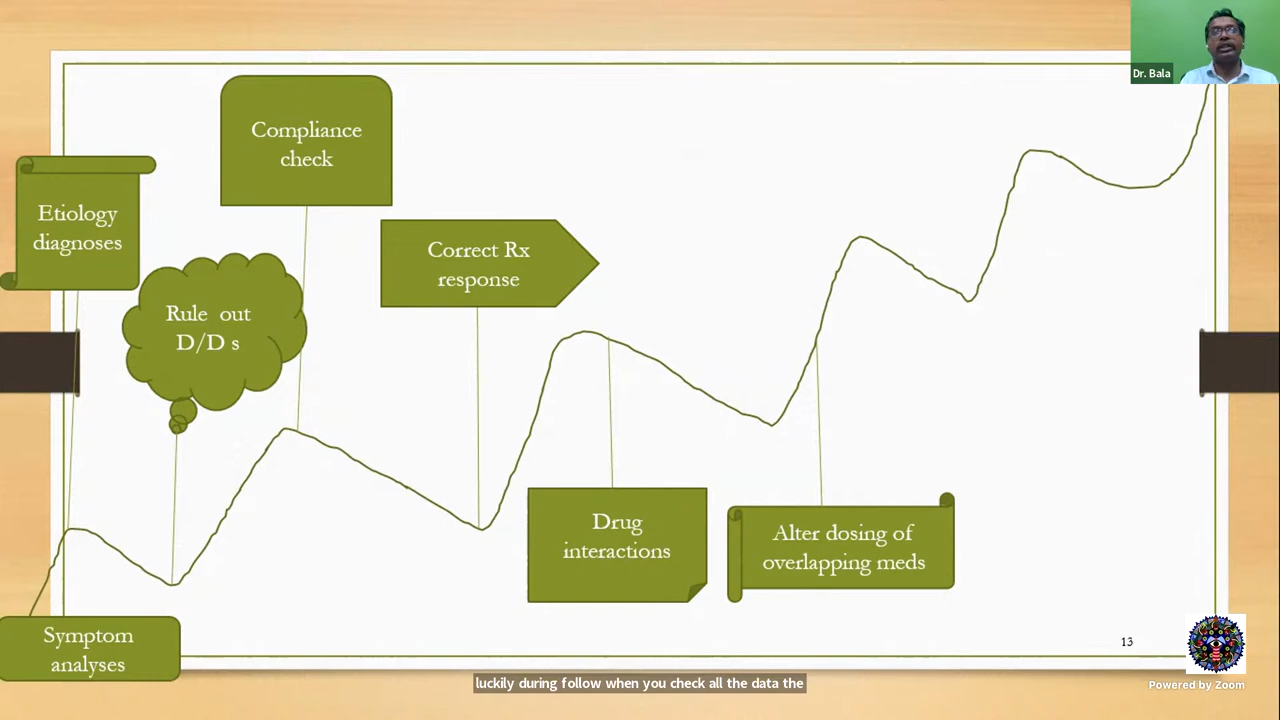 Dr. Bala
Compliance
check
Etiology
diagnoses
Correct Rx
response
Rule out
D/D s
Drug
interactions
Alter dosing of
overlapping meds
Symptom
analyses
13
luckily during follow when you check all the data the
Powered by Zoom